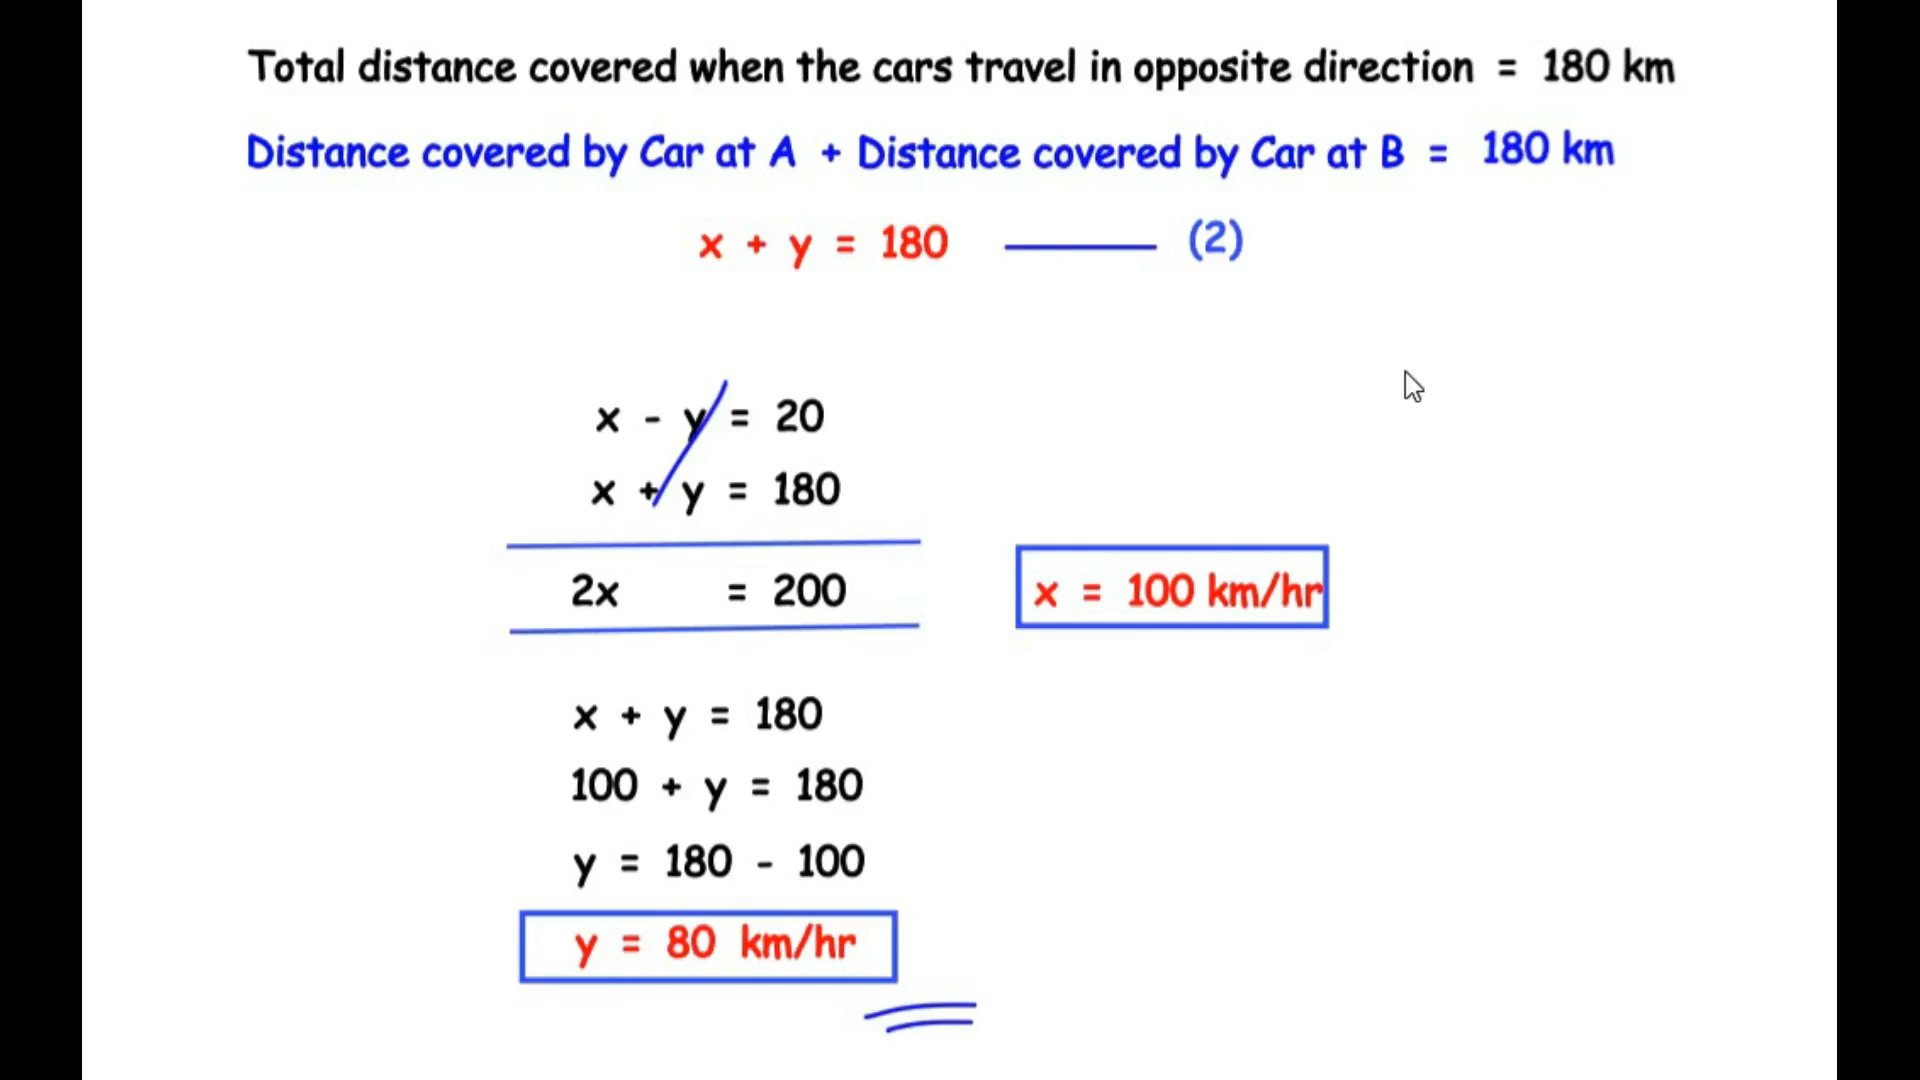 Total distance covered when the cars travel in opposite direction = 180 km
Distance covered by Car at A + Distance covered by Car at B = 180 km
x + y = 180 (2)
x - y = 20
x + y = 180
2x = 200
x = 100 km/hr
x + y = 180
100 + y = 180
y = 180 - 100
y = 80 km/hr